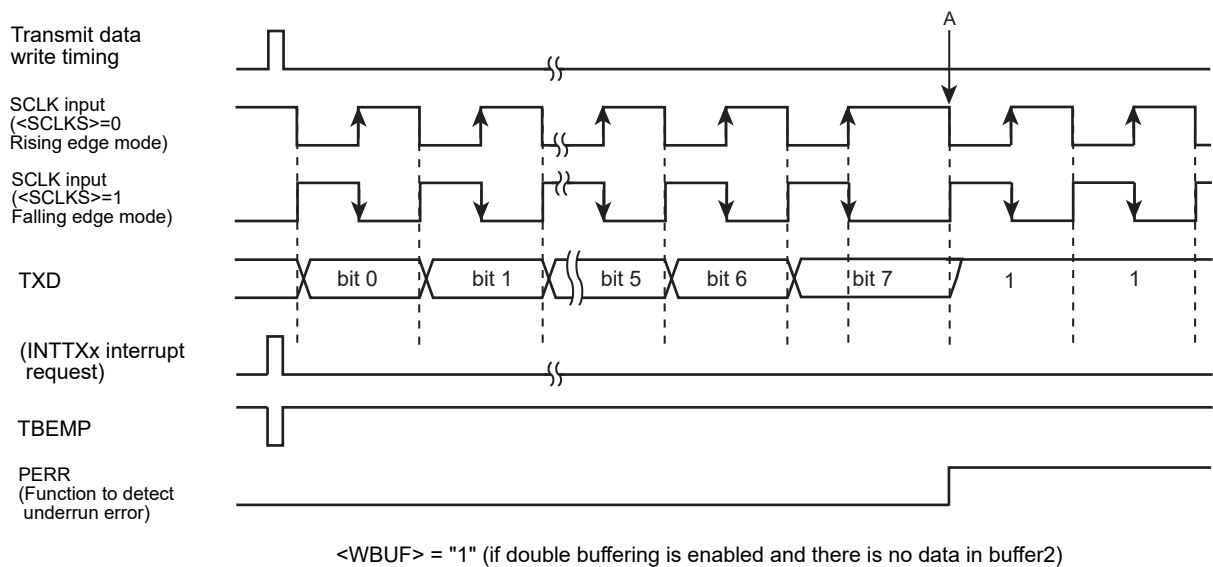 A
Transmit data
write timing
SCLK input
(<SCLKS>=0
Rising edge mode)
SCLK input
(<SCLKS>=1
Falling edge mode)
TXD
bit 0
bit 1
bit 5
bit 6
bit 7
1
1
(INTTXx interrupt
request)
TBEMP
PERR
(Function to detect
underrun error)
<WBUF> = "1" (if double buffering is enabled and there is no data in buffer2)